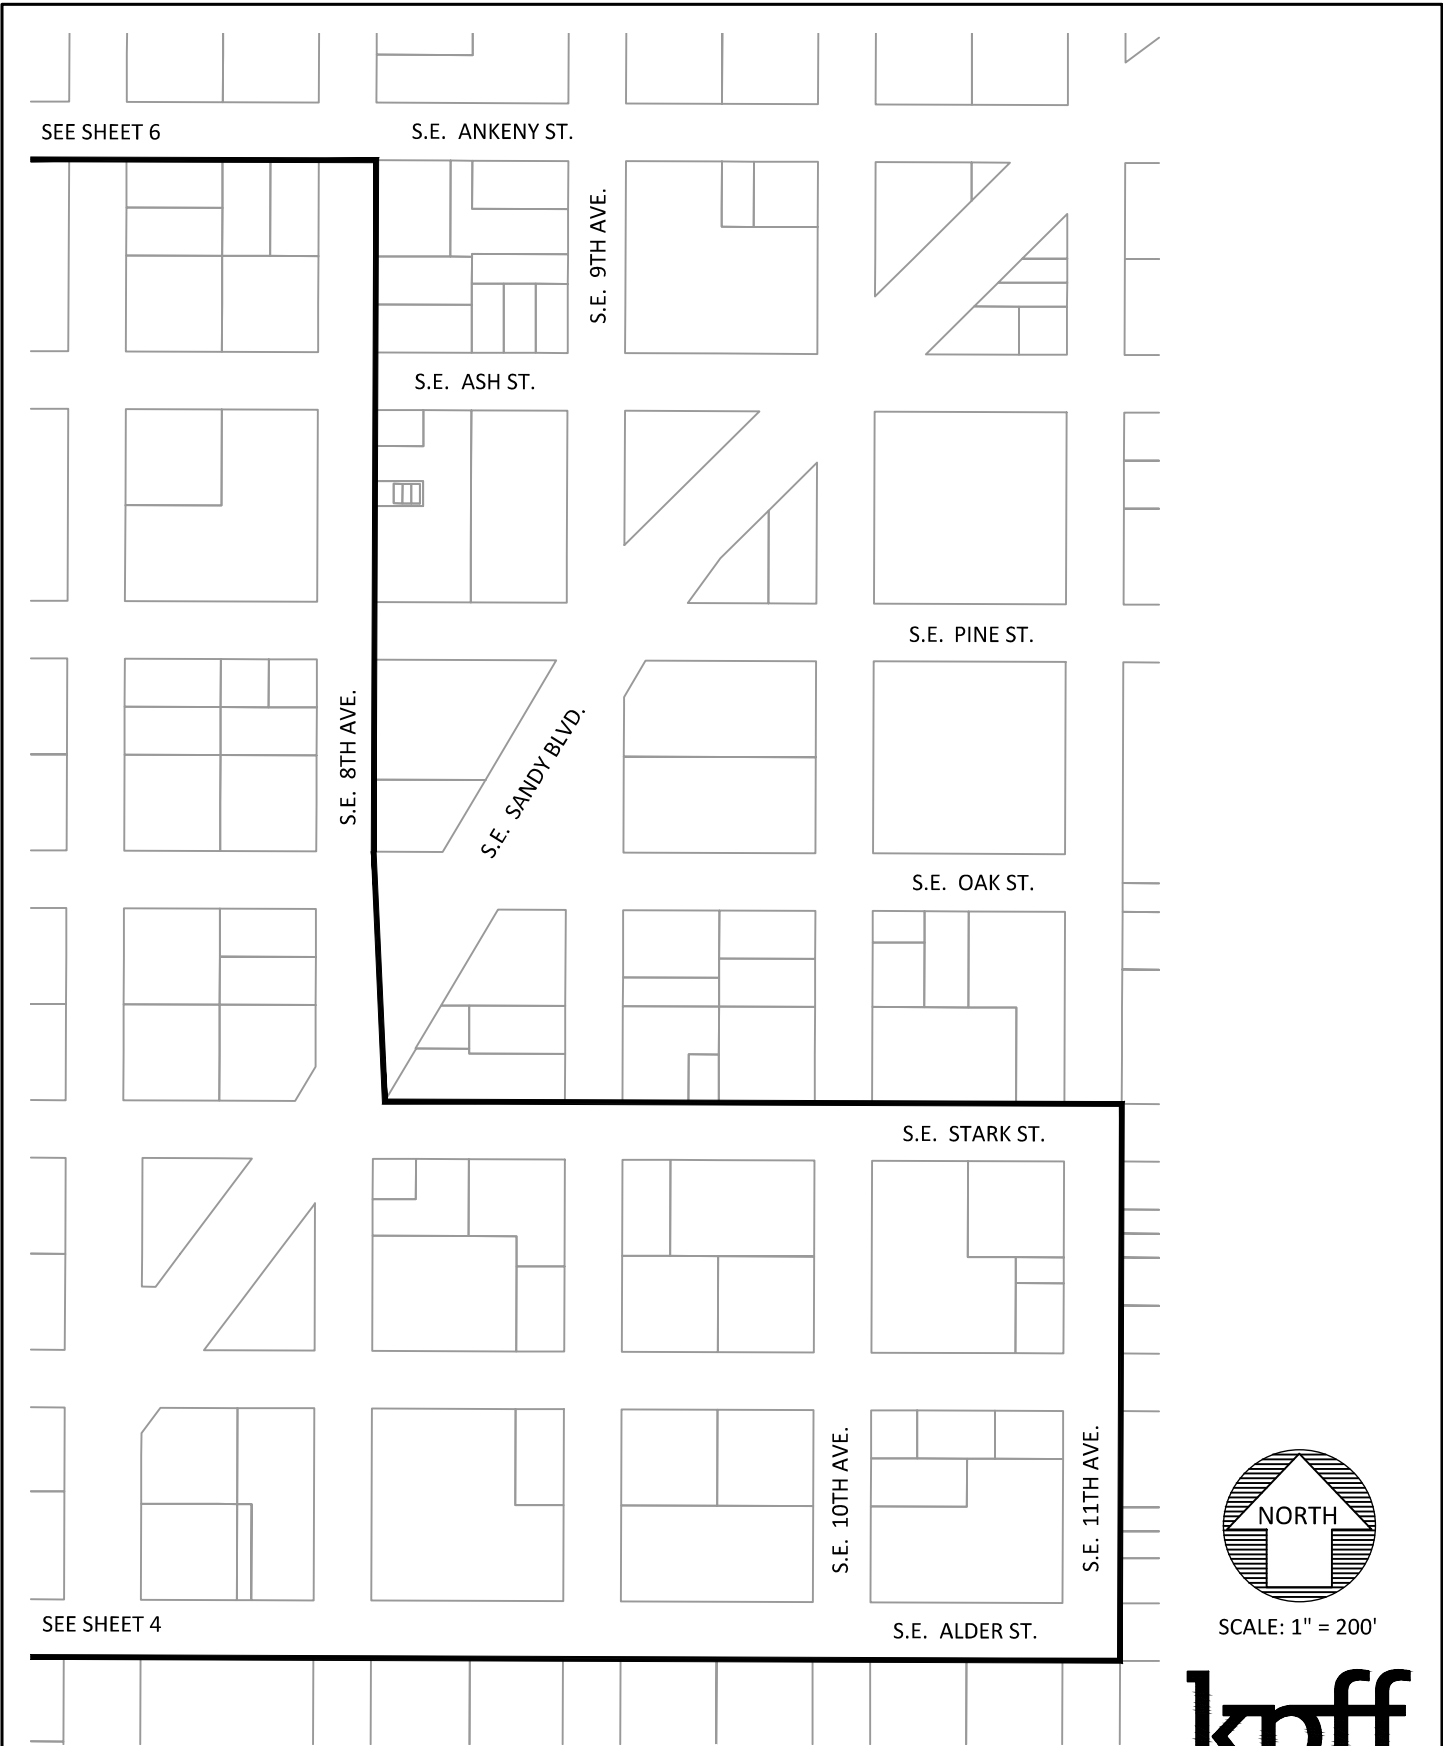 SEE SHEET 6
S.E. ANKENY ST.
S.E. 9TH AVE.
S.E. ASH ST.
S.E. PINE ST.
S.E. 8TH AVE.
S.E. SANDY BLVD.
S.E. OAK ST.
S.E. STARK ST.
S.E. 10TH AVE.
S.E. 11TH AVE.
NORTH
SEE SHEET 4
S.E. ALDER ST.
SCALE: 1" = 200'
kpff